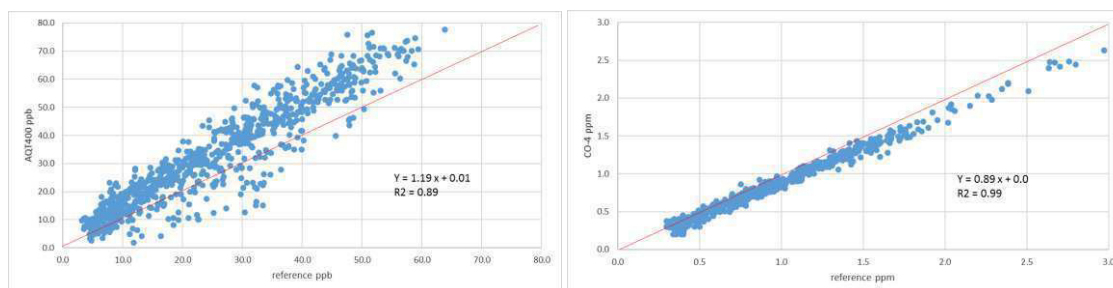 80.0
70.0
60.0
50.0
40.0
30.0
20.0
10.0
0.0
AQT400 ppb
Y = 1.19 x + 0.01
R2 = 0.89
0.0 10.0 20.0 30.0 40.0 50.0 60.0 70.0 80.0
reference ppb
3.0
2.5
2.0
1.5
1.0
0.5
0.0
CO-4 ppm
Y = 0.89 x + 0.0
R2 = 0.99
0.0 0.5 1.0 1.5 2.0 2.5 3.0
reference ppm